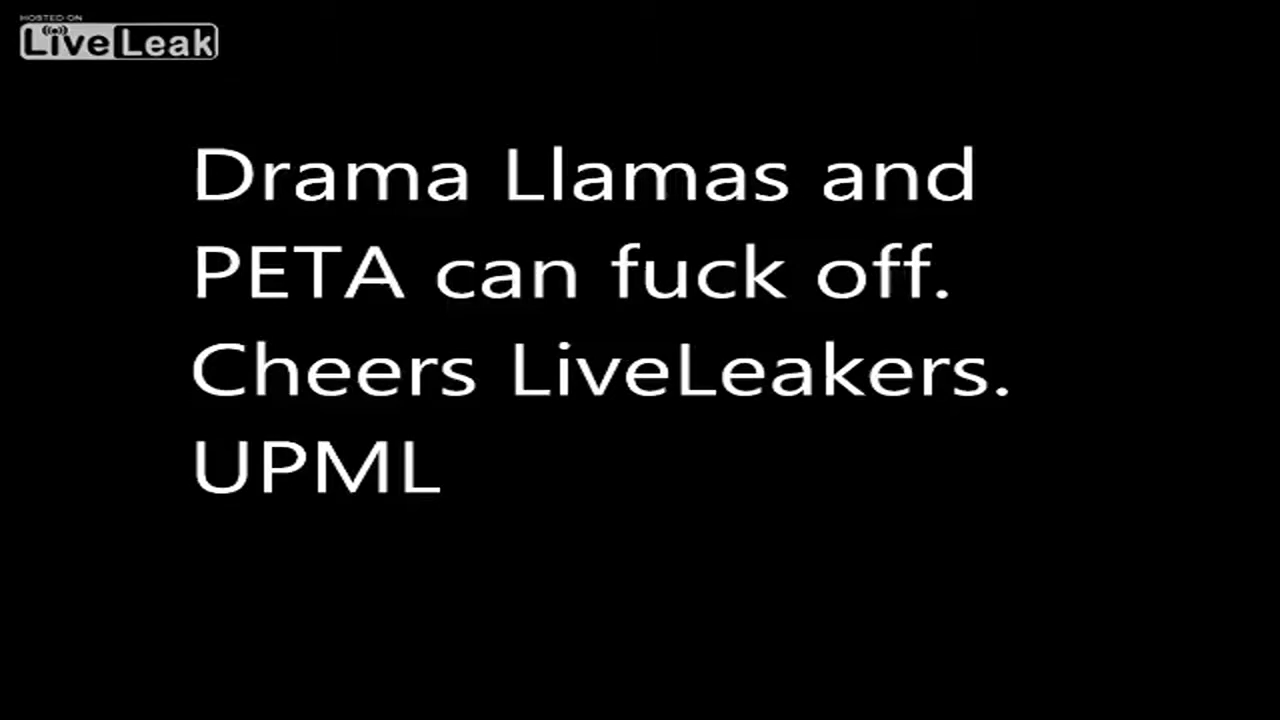 HOSTED ON
LiveLeak
Drama Llamas and
PETA can fuck off.
Cheers LiveLeakers.
UPML